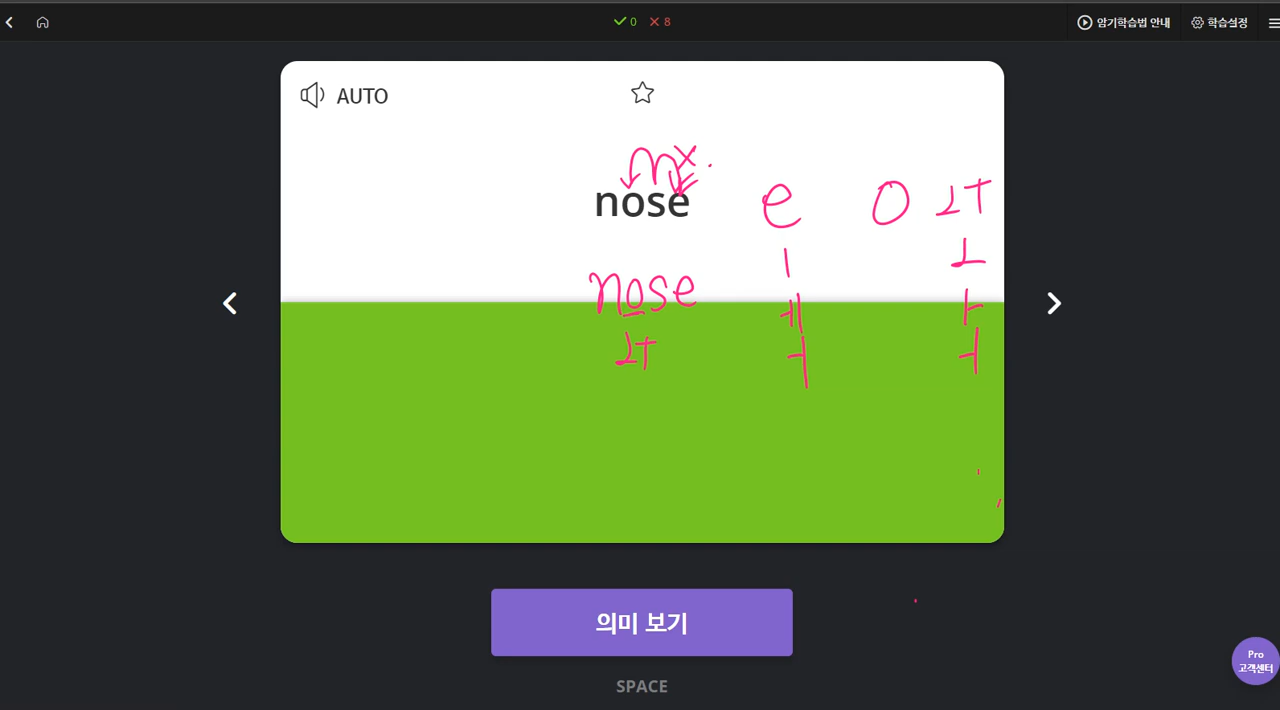 0 8 암기학습법 안내 학습설정
AUTO
x.
nose e o ㅗㅜ
ㅣ ㅗ
nose ㅔ ㅏ
ㅓ ㅓ
의미 보기
Pro
고객센터
SPACE